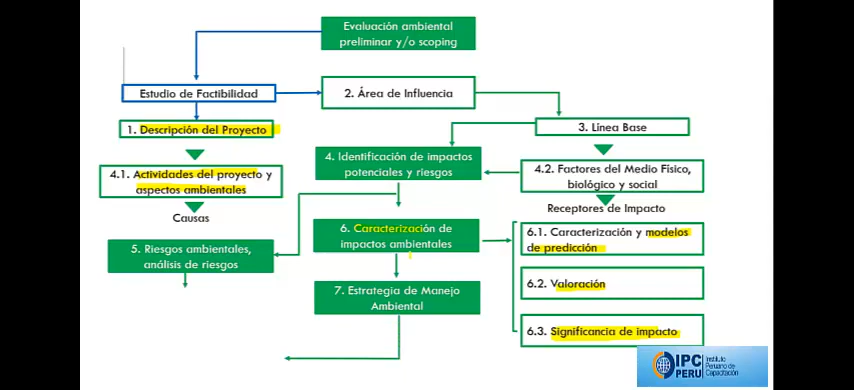 Evaluación ambiental
preliminar y/o scoping
Estudio de Factibilidad
2. Área de Influencia
1. Descripción del Proyecto
3. Línea Base
4. Identificación de impactos
potenciales y riesgos
4.1. Actividades del proyecto y
aspectos ambientales
4.2. Factores del Medio Físico,
biológico y social
Causas
Receptores de Impacto
5. Riesgos ambientales,
análisis de riesgos
6. Caracterización de
impactos ambientales
6.1. Caracterización y modelos
de predicción
6.2. Valoración
7. Estrategia de Manejo
Ambiental
6.3. Significancia de impacto
IPC
PERU
Instituto
Peruano de
Capacitación